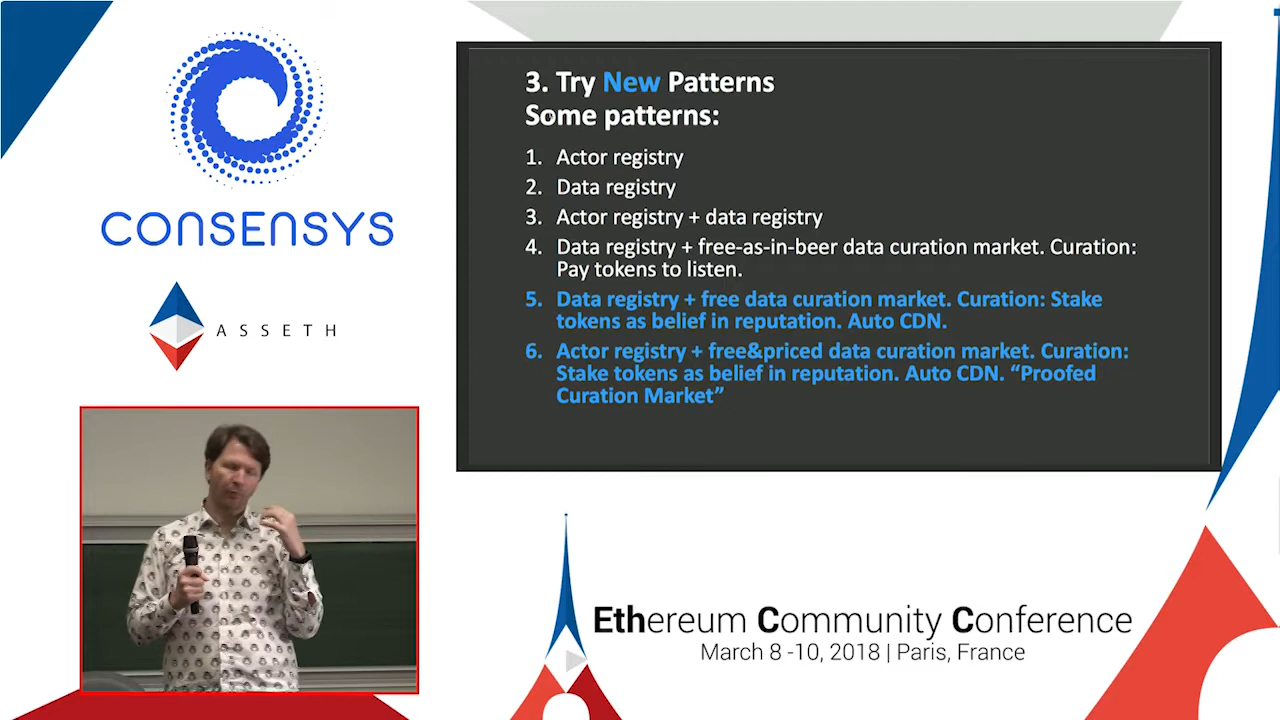 CONSENSYS
ASSETH
3. Try New Patterns
Some patterns:
1. Actor registry
2. Data registry
3. Actor registry + data registry
4. Data registry + free-as-in-beer data curation market. Curation:
Pay tokens to listen.
5. Data registry + free data curation market. Curation: Stake
tokens as belief in reputation. Auto CDN.
6. Actor registry + free&priced data curation market. Curation:
Stake tokens as belief in reputation. Auto CDN. “Proofed
Curation Market”
Ethereum Community Conference
March 8 -10, 2018 | Paris, France